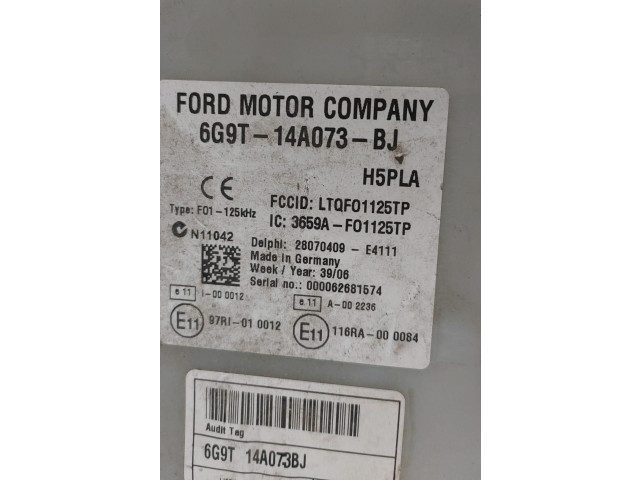 FORD MOTOR COMPANY
6G9T-14A073-BJ
H5PLA
CE
FCCID: LTQFO1125TP
Type: FO1-125kHz
IC: 3659A-FO1125TP
N11042
Delphi: 28070409 - E4111
Made in Germany
Week / Year: 39/06
Serial no.: 000062681574
e 11 I-00 0012
e 11 A-00 2236
E11 97RI-01 0012
E11 116RA-00 0084
Audit Tag
6G9T 14A073BJ